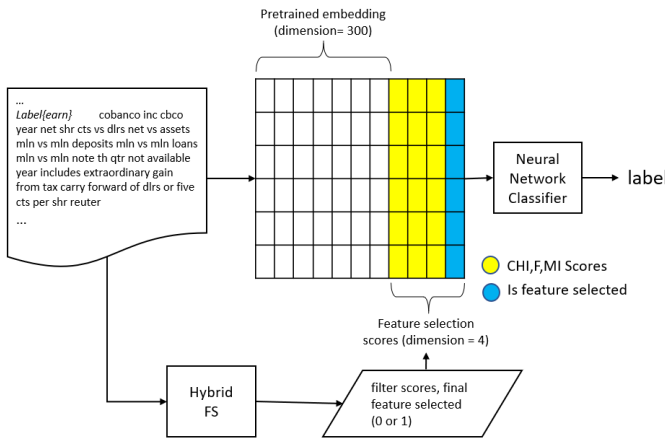 Pretrained embedding
(dimension= 300)
...
Label{earn} cobanco inc cbco
year net shr cts vs dlrs net vs assets
mln vs mln deposits mln vs mln loans
mln vs mln note th qtr not available
year includes extraordinary gain
from tax carry forward of dlrs or five
cts per shr reuter
...
Neural
Network
Classifier
label
CHI,F,MI Scores
Is feature selected
Feature selection
scores (dimension = 4)
Hybrid
FS
filter scores, final
feature selected
(0 or 1)